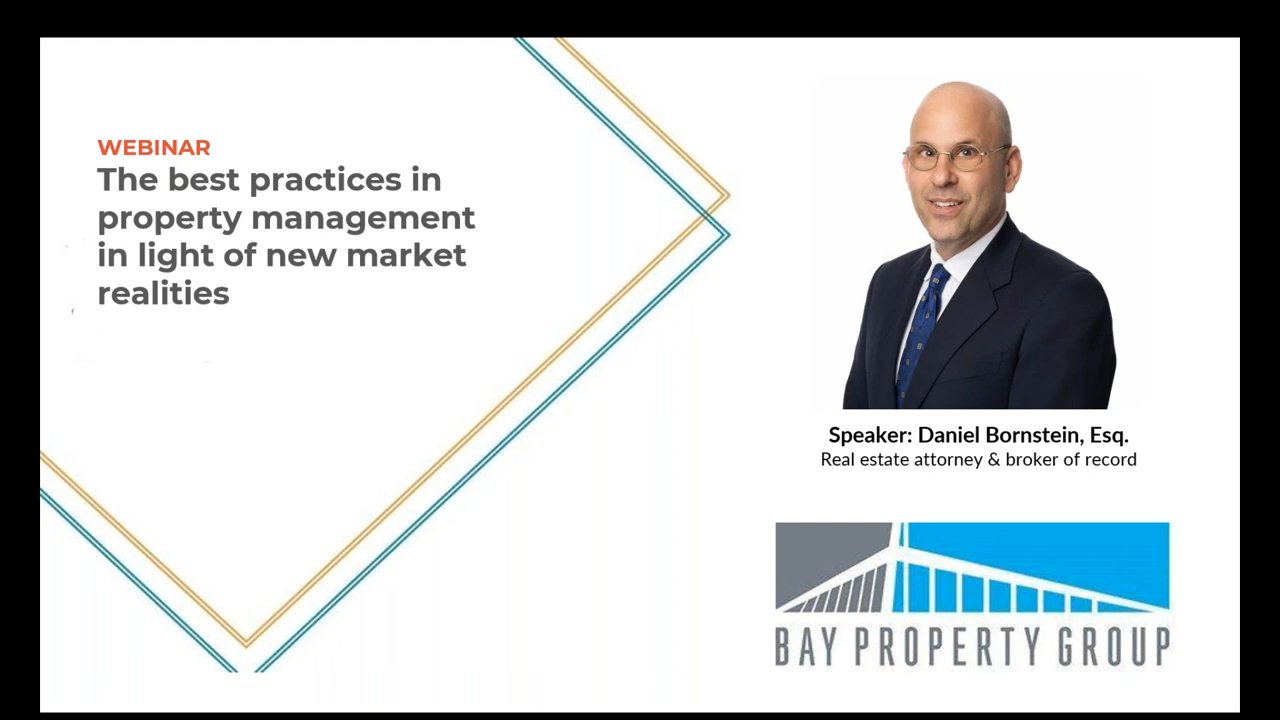 WEBINAR
The best practices in
property management
in light of new market
realities
Speaker: Daniel Bornstein, Esq.
Real estate attorney & broker of record
BAY PROPERTY GROUP